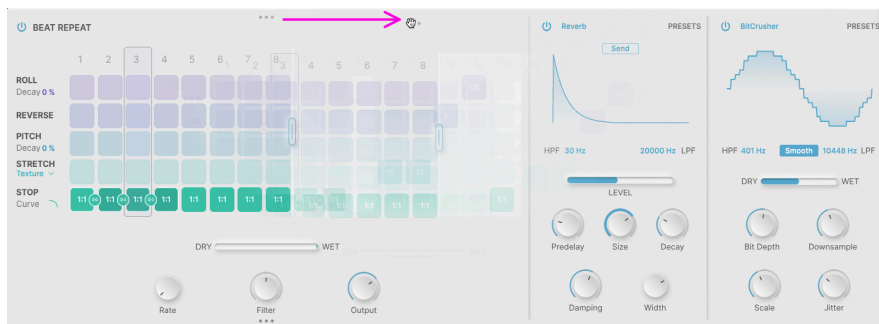 BEAT REPEAT
1 2 3 4 5 6 7 8
ROLL
Decay 0 %
REVERSE
PITCH
Decay 0 %
STRETCH
Texture
STOP
Curve
1:1 1:1 1:1 1:1 1:1 1:1 1:1 1:1
DRY WET
Rate Filter Output
Reverb PRESETS
Send
HPF 30 Hz 20000 Hz LPF
LEVEL
Predelay Size Decay
Damping Width
BitCrusher PRESETS
HPF 401 Hz Smooth 10448 Hz LPF
DRY WET
Bit Depth Downsample
Scale Jitter